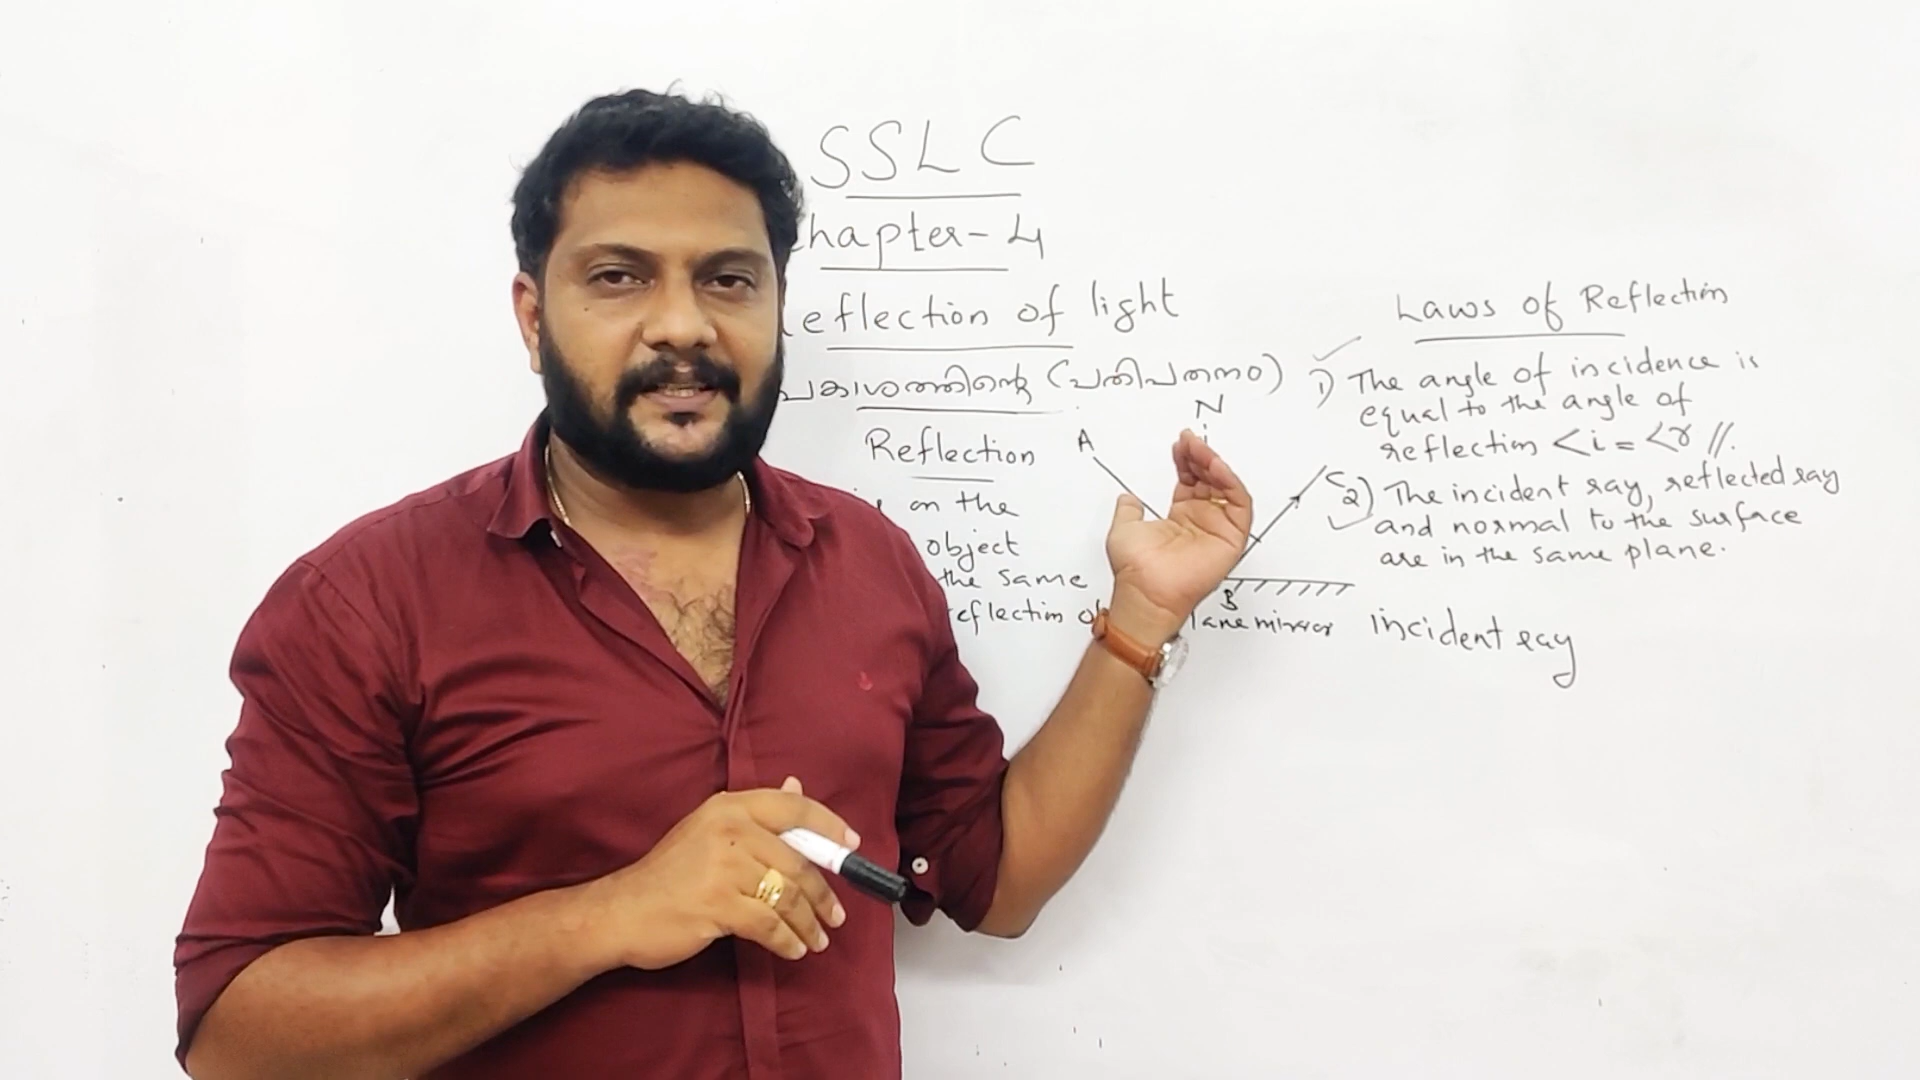 SSLC
hapter-4
eflection of light
പ്രകാശത്തിന്റെ (പ്രതിപതനം)
Reflection
on the
object
the same
eflection o
A
N
B
lane mirror
Laws of Reflection
1) The angle of incidence is
equal to the angle of
reflection <i = <r //.
2) The incident ray, reflected ray
and normal to the surface
are in the same plane.
incident ray